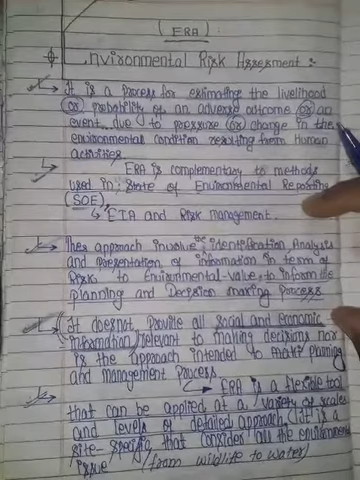 (ERA)
Environmental Risk Assessment :-
It is a process for estimating the livelihood
(or) probability of an adverse outcome (or) an
event due to pressure (or) change in the
environmental condition resulting from Human
activities
ERA is complementary to methods
used in; State of Environmental Reporting
(SOE),
EIA and Risk management.
This approach involve the identification, Analysis
and presentation of information in term of
Risk, to Environmental-value, to inform the
planning and Decision making process
(It does not provide all social and economic
information) relevant to making decisions nor
is the approach intended to make planning
and management process
ERA is a flexible tool
that can be applied at a variety of scales
and levels of detailed approach. (It is a
site-specific that consider all the environment
issue (from wildlife to water)